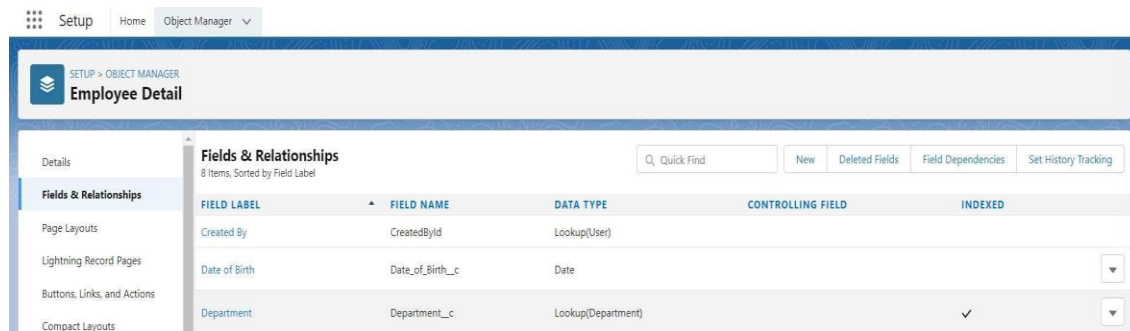 Setup Home Object Manager
SETUP > OBJECT MANAGER
Employee Detail
Details
Fields & Relationships
Page Layouts
Lightning Record Pages
Buttons, Links, and Actions
Compact Layouts
Fields & Relationships
8 Items, Sorted by Field Label
Quick Find New Deleted Fields Field Dependencies Set History Tracking
FIELD LABEL FIELD NAME DATA TYPE CONTROLLING FIELD INDEXED
Created By CreatedById Lookup(User)
Date of Birth Date_of_Birth__c Date
Department Department__c Lookup(Department)